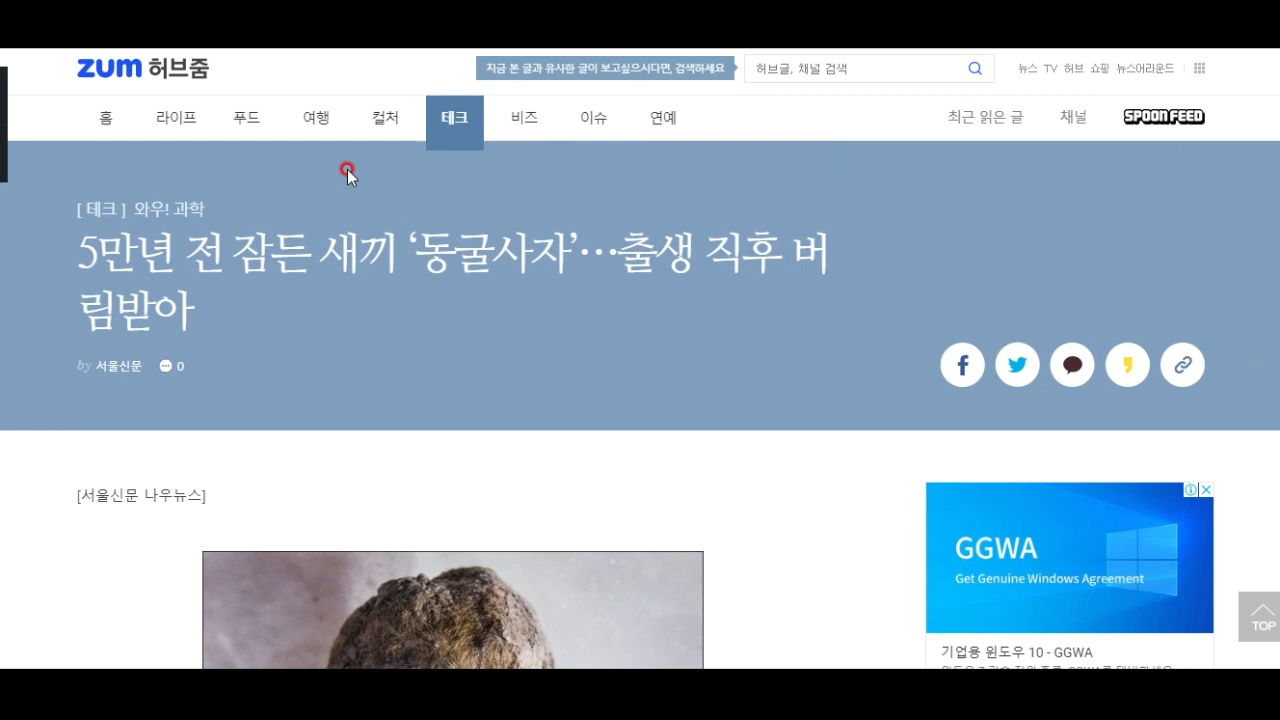 zum 허브줌
지금 본 글과 유사한 글이 보고싶으시다면, 검색하세요
허브글, 채널 검색
뉴스 TV 허브 쇼핑 뉴스어라운드
홈 라이프 푸드 여행 컬처 테크 비즈 이슈 연예
최근 읽은 글 채널 SPOONFEED
[ 테크 ] 와우! 과학
5만년 전 잠든 새끼 ‘동굴사자’…출생 직후 버
림받아
by 서울신문 0
[서울신문 나우뉴스]
GGWA
Get Genuine Windows Agreement
기업용 윈도우 10 - GGWA
TOP